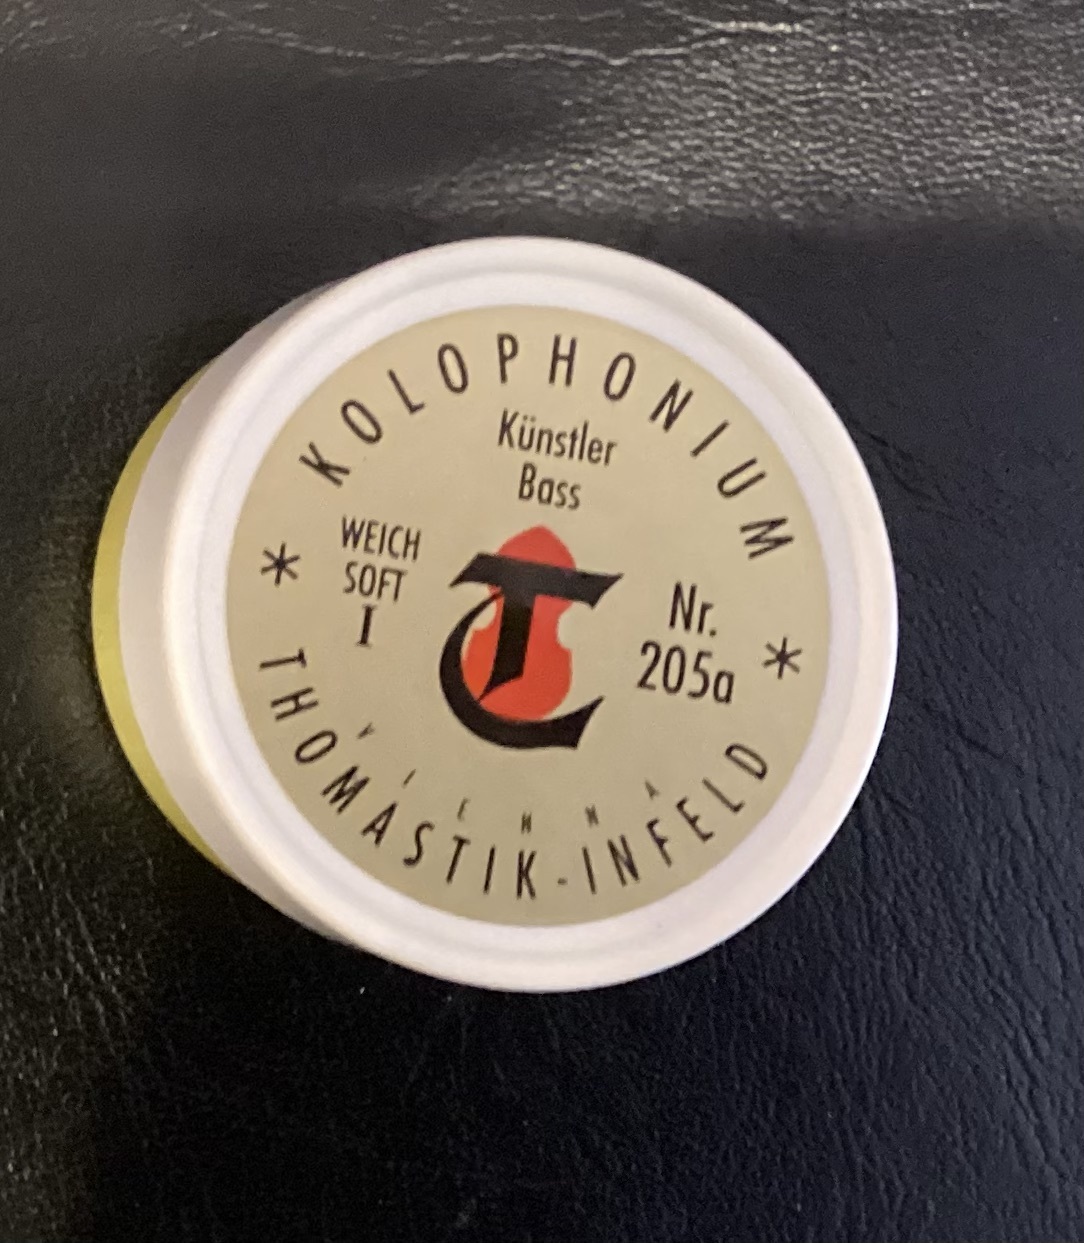 KOLOPHONIUM
Künstler
Bass
WEICH
SOFT
I
Nr.
205a
VIENNA
THOMASTIK-INFELD